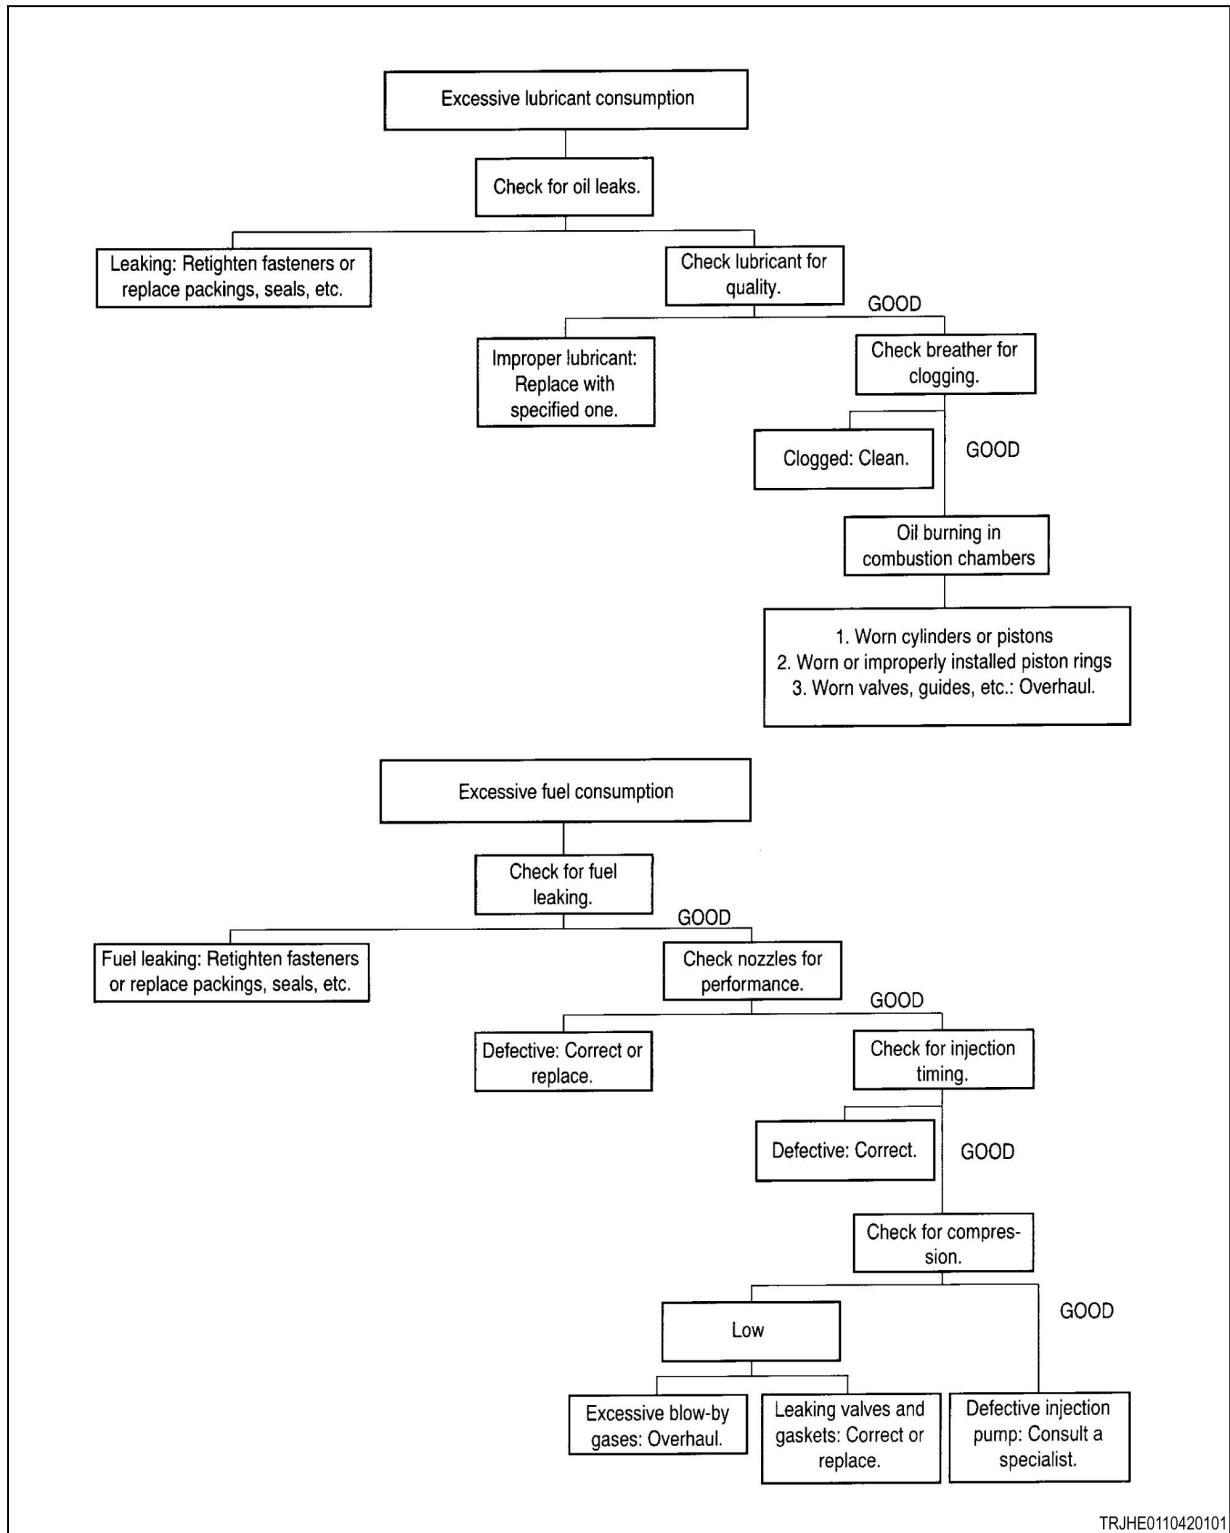 Excessive lubricant consumption
Check for oil leaks.
Leaking: Retighten fasteners or
replace packings, seals, etc.
Check lubricant for
quality.
GOOD
Improper lubricant:
Replace with
specified one.
Check breather for
clogging.
Clogged: Clean.
GOOD
Oil burning in
combustion chambers
1. Worn cylinders or pistons
2. Worn or improperly installed piston rings
3. Worn valves, guides, etc.: Overhaul.
Excessive fuel consumption
Check for fuel
leaking.
GOOD
Fuel leaking: Retighten fasteners
or replace packings, seals, etc.
Check nozzles for
performance.
GOOD
Defective: Correct or
replace.
Check for injection
timing.
Defective: Correct.
GOOD
Check for compres-
sion.
GOOD
Low
Excessive blow-by
gases: Overhaul.
Leaking valves and
gaskets: Correct or
replace.
Defective injection
pump: Consult a
specialist.
TRJHE0110420101